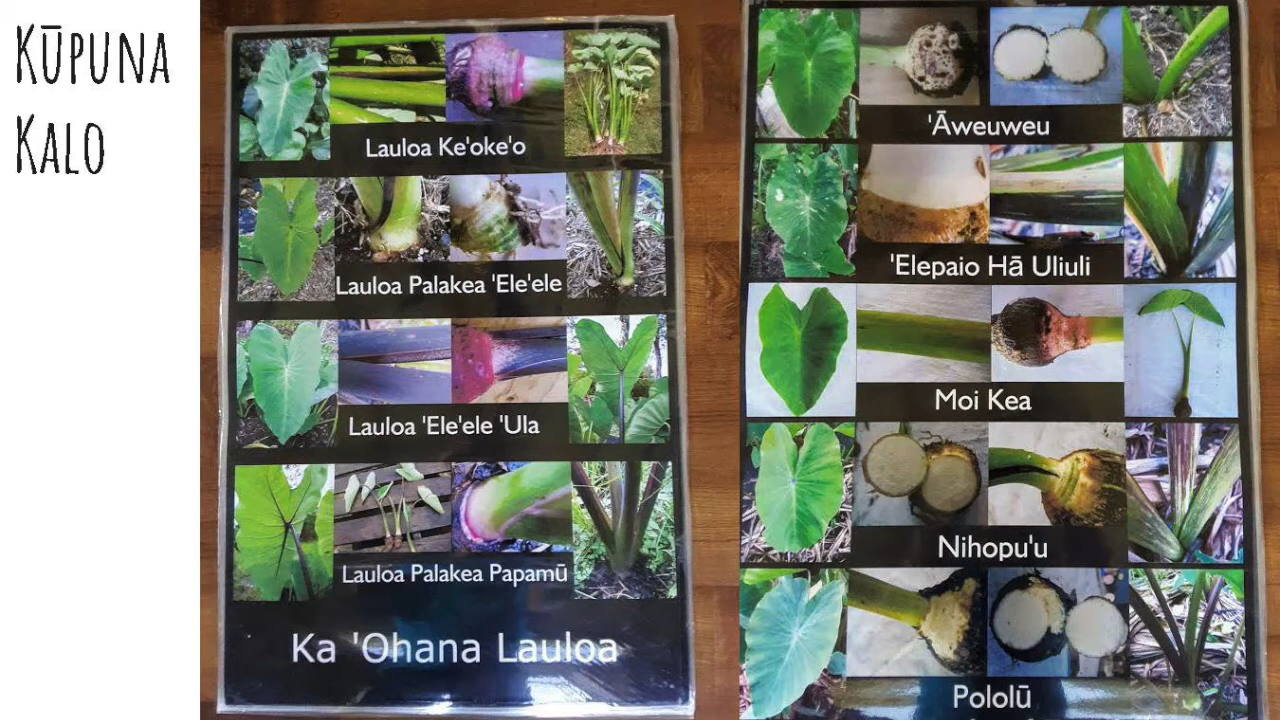 KŪPUNA
KALO
Lauloa Ke'oke'o
Lauloa Palakea 'Ele'ele
Lauloa 'Ele'ele 'Ula
Lauloa Palakea Papamū
Ka 'Ohana Lauloa
'Āweuweu
'Elepaio Hā Uliuli
Moi Kea
Nihopu'u
Pololū